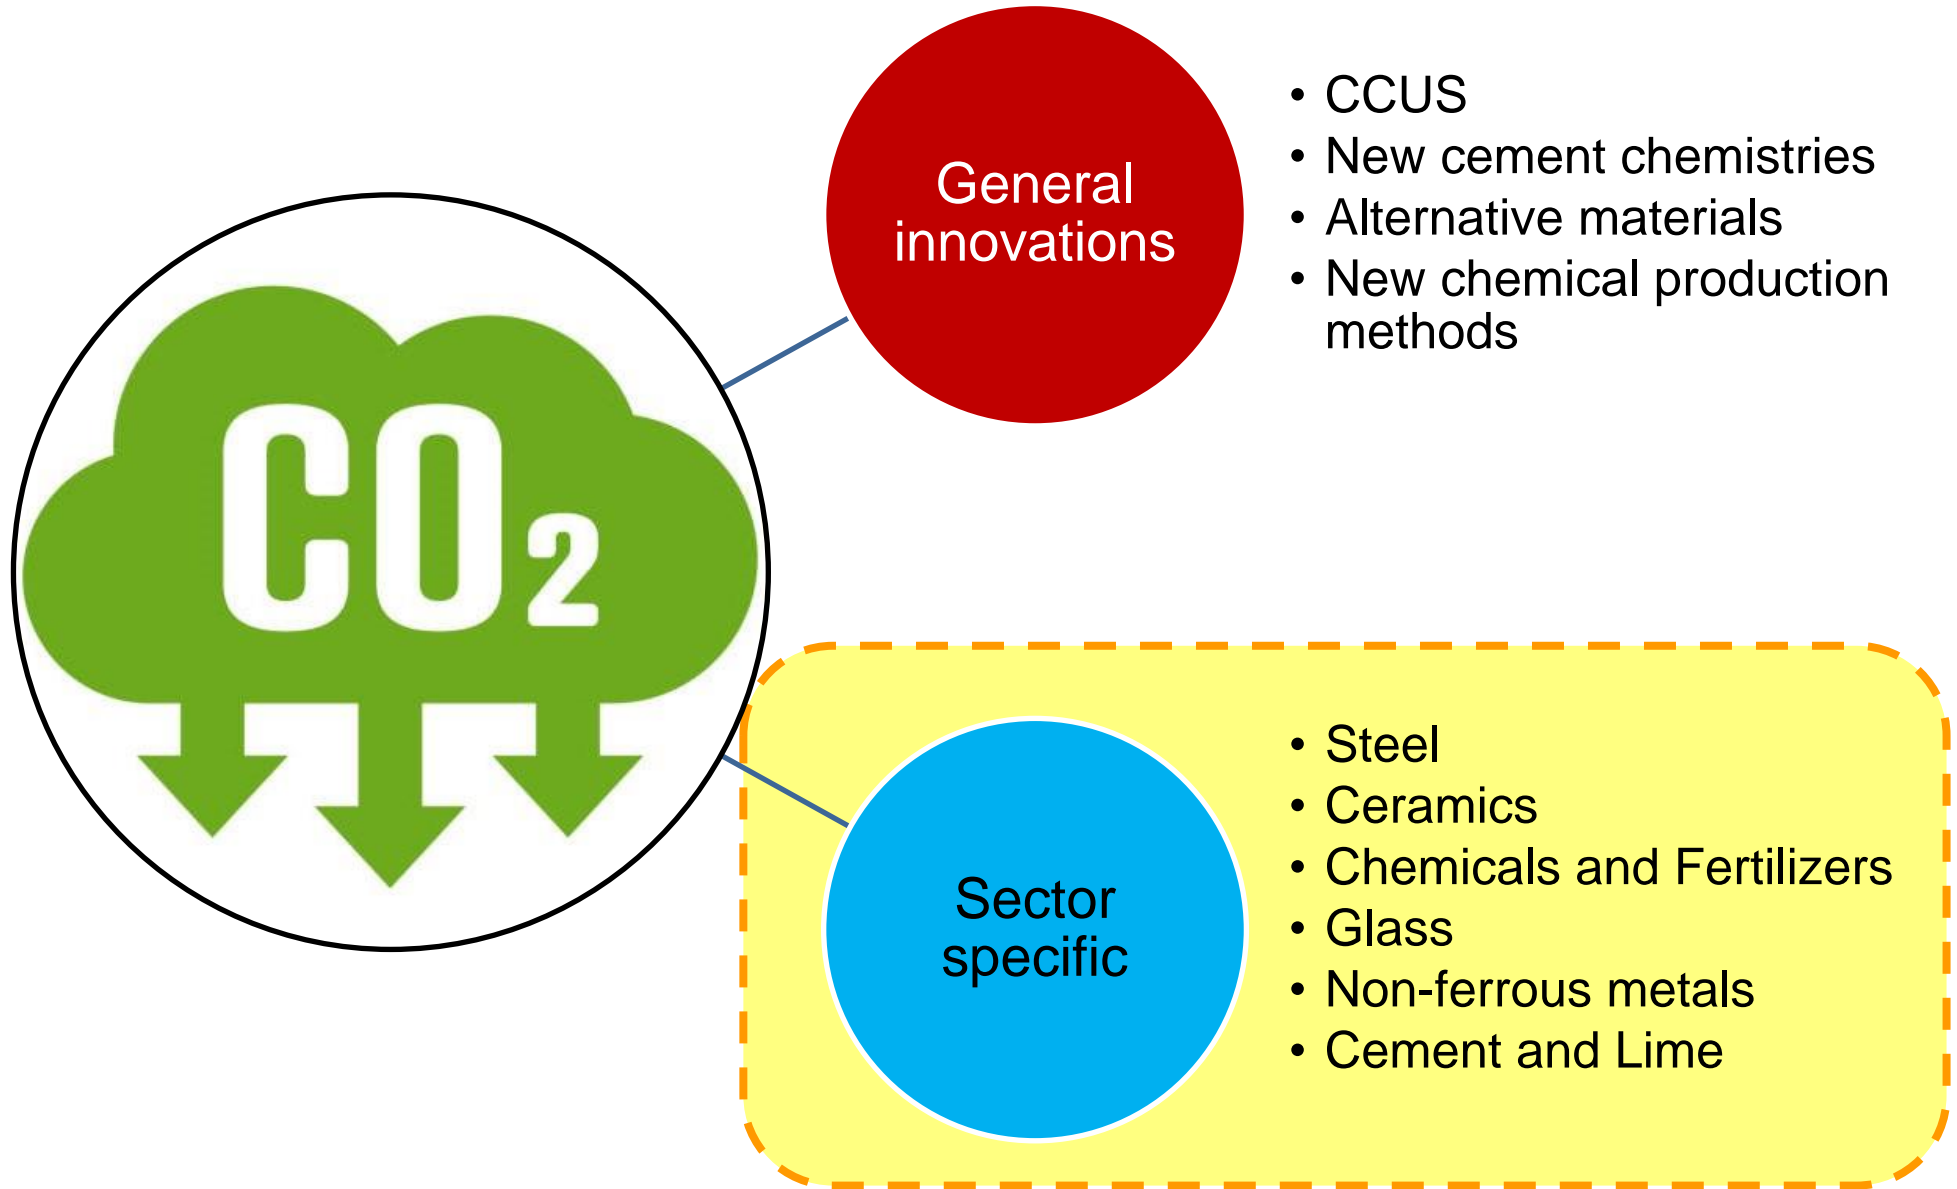 CO₂
General
innovations
• CCUS
• New cement chemistries
• Alternative materials
• New chemical production
methods
Sector
specific
• Steel
• Ceramics
• Chemicals and Fertilizers
• Glass
• Non-ferrous metals
• Cement and Lime